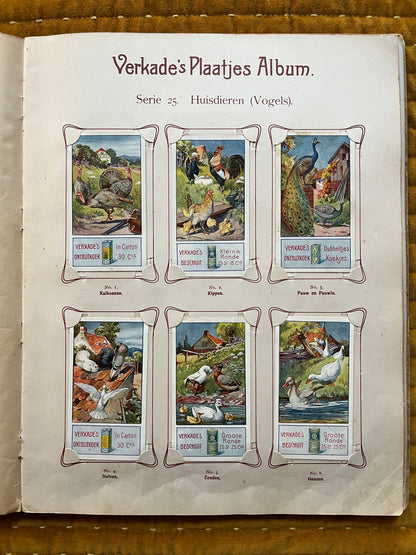 Verkade's Plaatjes Album.
Serie 25. Huisdieren (Vogels).
VERKADE'S
ONTBIJTKOEK
In Carton
30 Cts
No. 1.
Kalkoenen.
VERKADE'S
BESCHUIT
Kleine
Ronde
No. 2.
Kippen.
Dubbeltjes
Koekjes
No. 3.
Pauw en Pauwin.
VERKADE'S
ONTBIJTKOEK
In Carton
30 Cts
No. 4.
Duiven.
VERKADE'S
BESCHUIT
Groote
Ronde
No. 5.
Eenden.
VERKADE'S
BESCHUIT
Groote
Ronde
No. 6.
Ganzen.